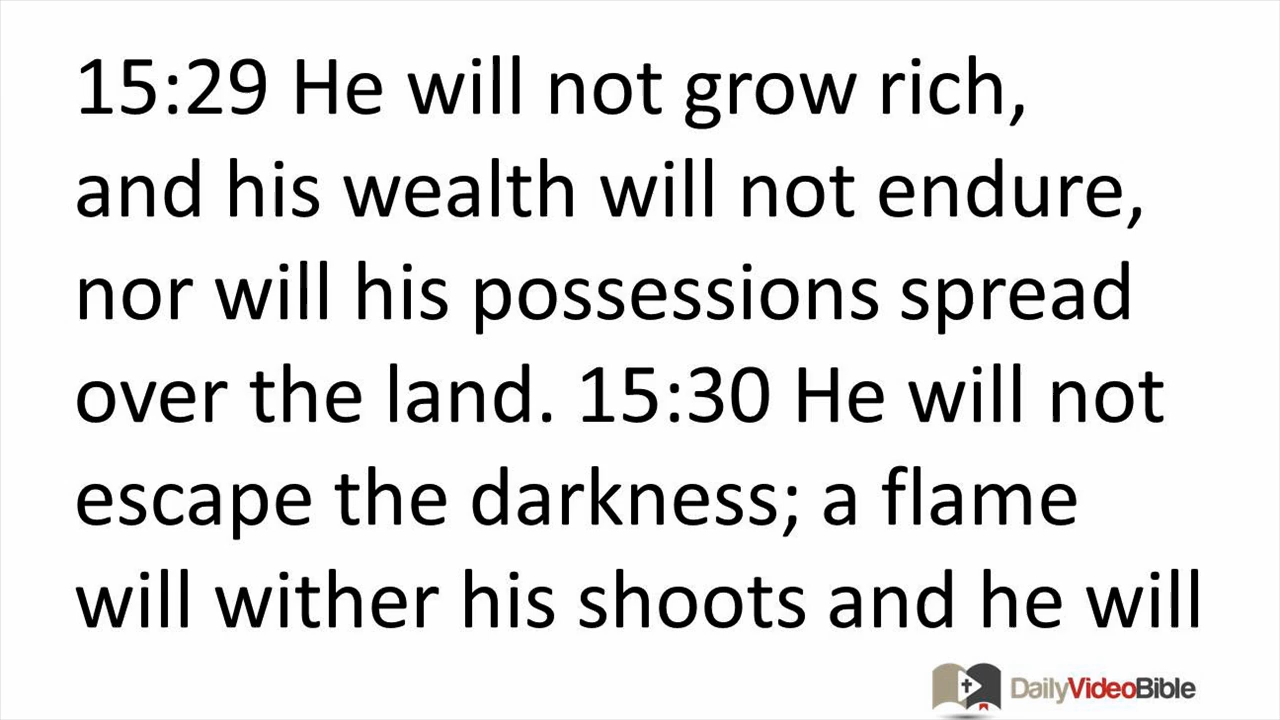 15:29 He will not grow rich,
and his wealth will not endure,
nor will his possessions spread
over the land. 15:30 He will not
escape the darkness; a flame
will wither his shoots and he will
DailyVideoBible